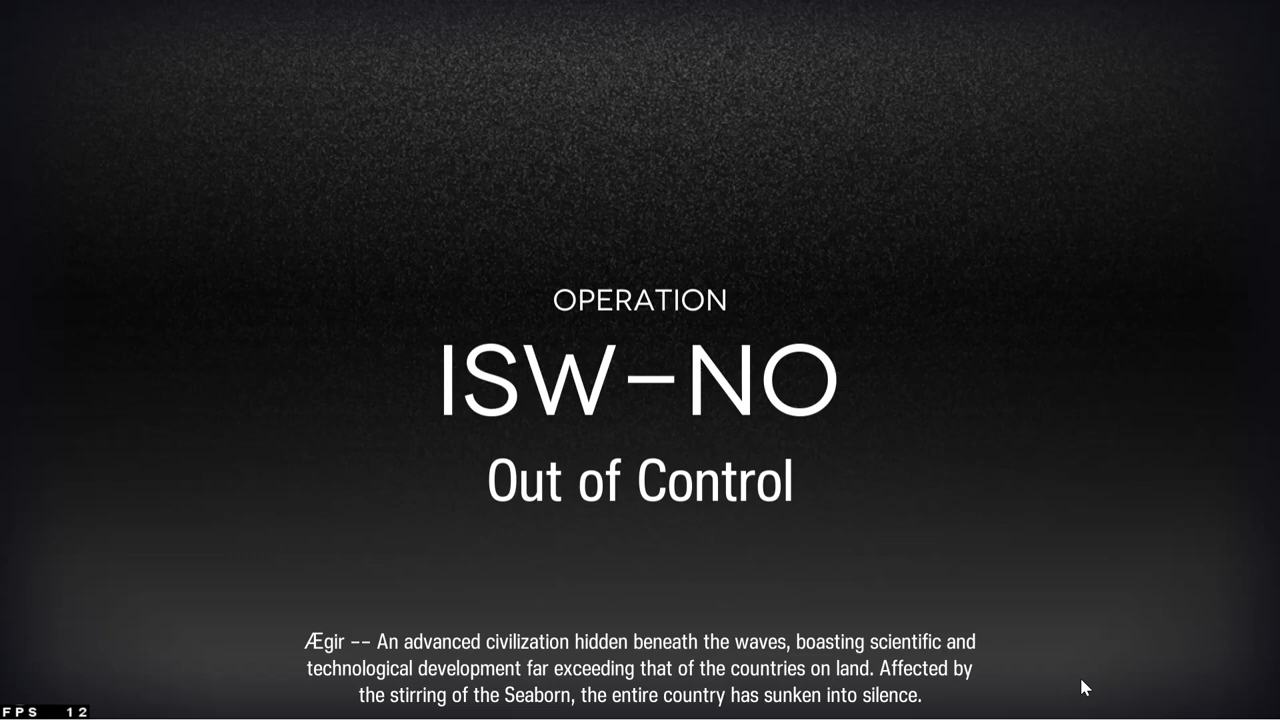 OPERATION
ISW-NO
Out of Control
Ægir -- An advanced civilization hidden beneath the waves, boasting scientific and
technological development far exceeding that of the countries on land. Affected by
the stirring of the Seaborn, the entire country has sunken into silence.
FPS 12